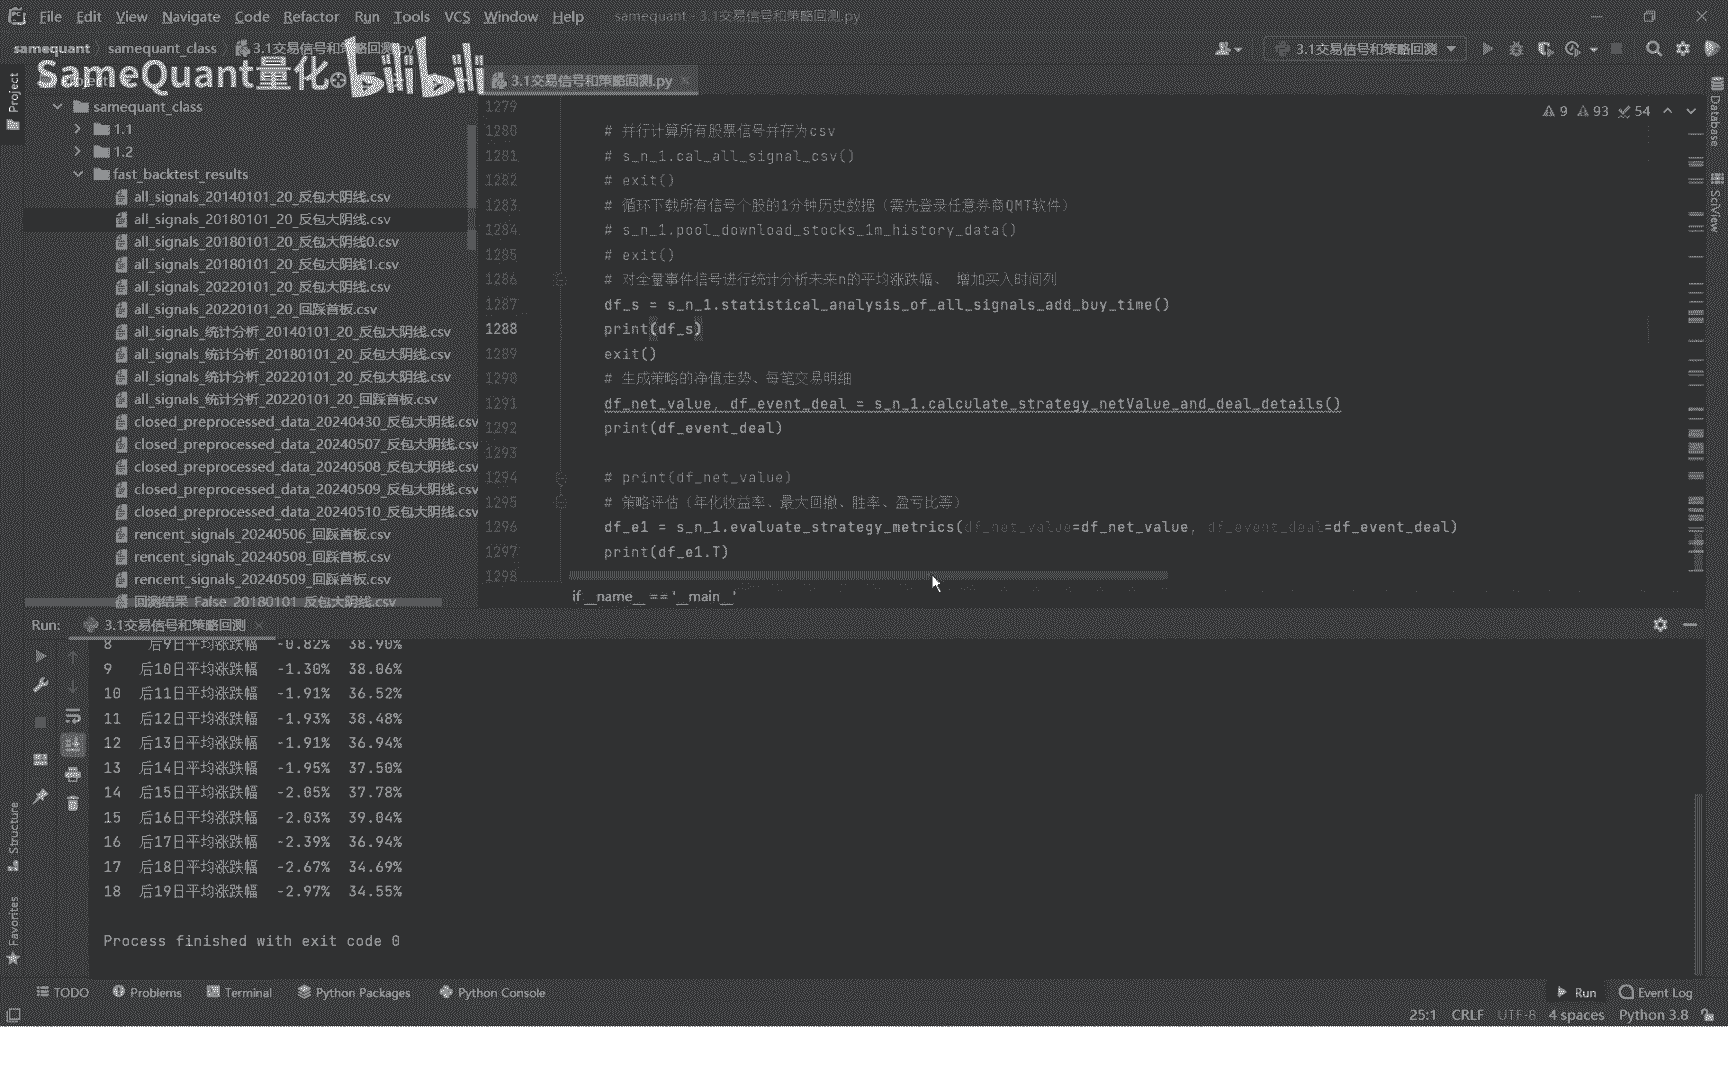 File Edit View Navigate Code Refactor Run Tools VCS Window Help samequant - 3.1交易信号和策略回测.py
samequant samequant_class 3.1交易信号和策略回测.py
3.1交易信号和策略回测
SameQuant量化 bilibili
3.1交易信号和策略回测.py
Project
samequant_class
1.1
1.2
fast_backtest_results
all_signals_20140101_20_反包大阴线.csv
all_signals_20180101_20_反包大阴线.csv
all_signals_20180101_20_反包大阴线0.csv
all_signals_20180101_20_反包大阴线1.csv
all_signals_20220101_20_反包大阴线.csv
all_signals_20220101_20_回踩首板.csv
all_signals_统计分析_20140101_20_反包大阴线.csv
all_signals_统计分析_20180101_20_反包大阴线.csv
all_signals_统计分析_20220101_20_反包大阴线.csv
all_signals_统计分析_20220101_20_回踩首板.csv
closed_preprocessed_data_20240430_反包大阴线.csv
closed_preprocessed_data_20240507_反包大阴线.csv
closed_preprocessed_data_20240508_反包大阴线.csv
closed_preprocessed_data_20240509_反包大阴线.csv
closed_preprocessed_data_20240510_反包大阴线.csv
rencent_signals_20240506_回踩首板.csv
rencent_signals_20240508_回踩首板.csv
rencent_signals_20240509_回踩首板.csv
回测结果_False_20180101_反包大阴线.csv
9 93 54
1279
1280 # 并行计算所有股票信号并存为csv
1281 # s_n_1.cal_all_signal_csv()
1282 # exit()
1283 # 循环下载所有信号个股的1分钟历史数据（需先登录任意券商QMT软件）
1284 # s_n_1.pool_download_stocks_1m_history_data()
1285 # exit()
1286 # 对全量事件信号进行统计分析未来n的平均涨跌幅、 增加买入时间列
1287 df_s = s_n_1.statistical_analysis_of_all_signals_add_buy_time()
1288 print(df_s)
1289 exit()
1290 # 生成策略的净值走势、每笔交易明细
1291 df_net_value, df_event_deal = s_n_1.calculate_strategy_netValue_and_deal_details()
1292 print(df_event_deal)
1293
1294 # print(df_net_value)
1295 # 策略评估（年化收益率、最大回撤、胜率、盈亏比等）
1296 df_e1 = s_n_1.evaluate_strategy_metrics(df_net_value=df_net_value, df_event_deal=df_event_deal)
1297 print(df_e1.T)
1298
if __name__ == '__main__'
Database
SciView
Run: 3.1交易信号和策略回测
8 后9日平均涨跌幅 -0.82% 38.90%
9 后10日平均涨跌幅 -1.30% 38.06%
10 后11日平均涨跌幅 -1.91% 36.52%
11 后12日平均涨跌幅 -1.93% 38.48%
12 后13日平均涨跌幅 -1.91% 36.94%
13 后14日平均涨跌幅 -1.95% 37.50%
14 后15日平均涨跌幅 -2.05% 37.78%
15 后16日平均涨跌幅 -2.03% 39.04%
16 后17日平均涨跌幅 -2.39% 36.94%
17 后18日平均涨跌幅 -2.67% 34.69%
18 后19日平均涨跌幅 -2.97% 34.55%
Process finished with exit code 0
Structure
Favorites
TODO Problems Terminal Python Packages Python Console Run Event Log
25:1 CRLF UTF-8 4 spaces Python 3.8